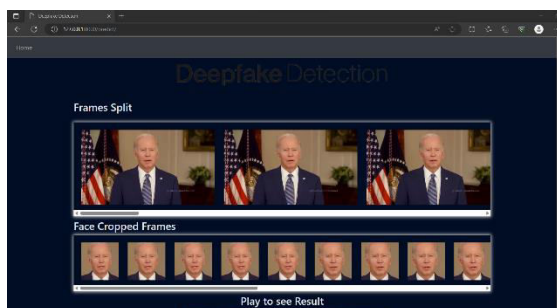 Home
Deepfake Detection
Frames Split
Face Cropped Frames
Play to see Result